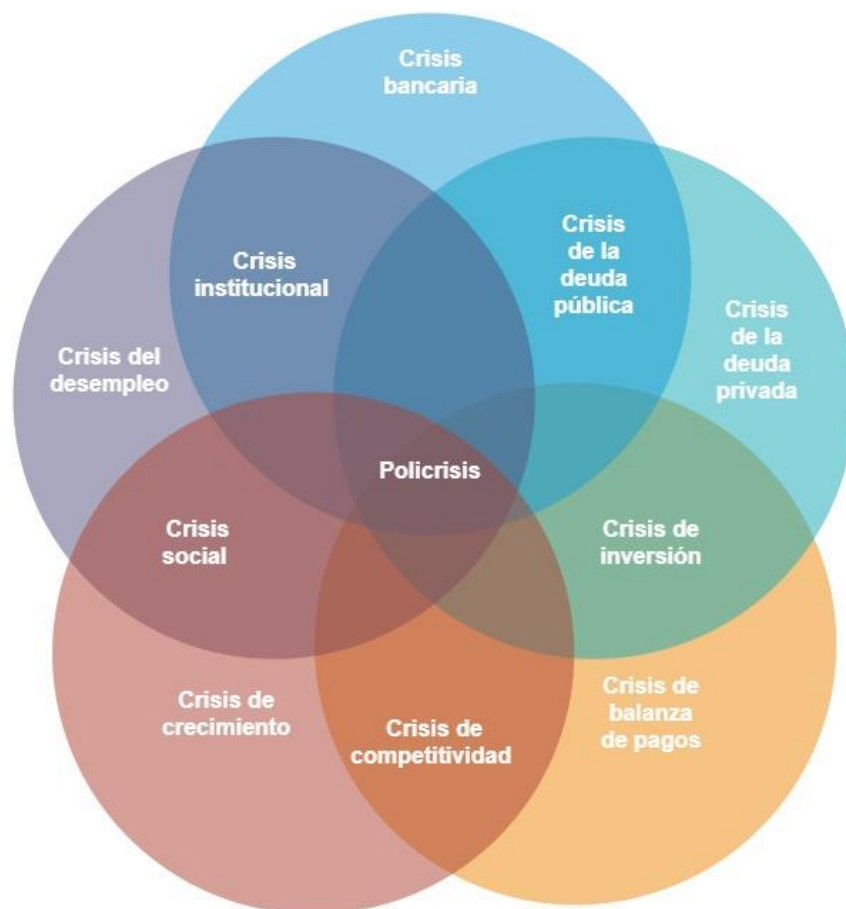 Crisis
bancaria
Crisis
institucional
Crisis
de la
deuda
pública
Crisis del
desempleo
Crisis
de la
deuda
privada
Policrisis
Crisis
social
Crisis de
inversión
Crisis de
crecimiento
Crisis de
competitividad
Crisis de
balanza
de pagos